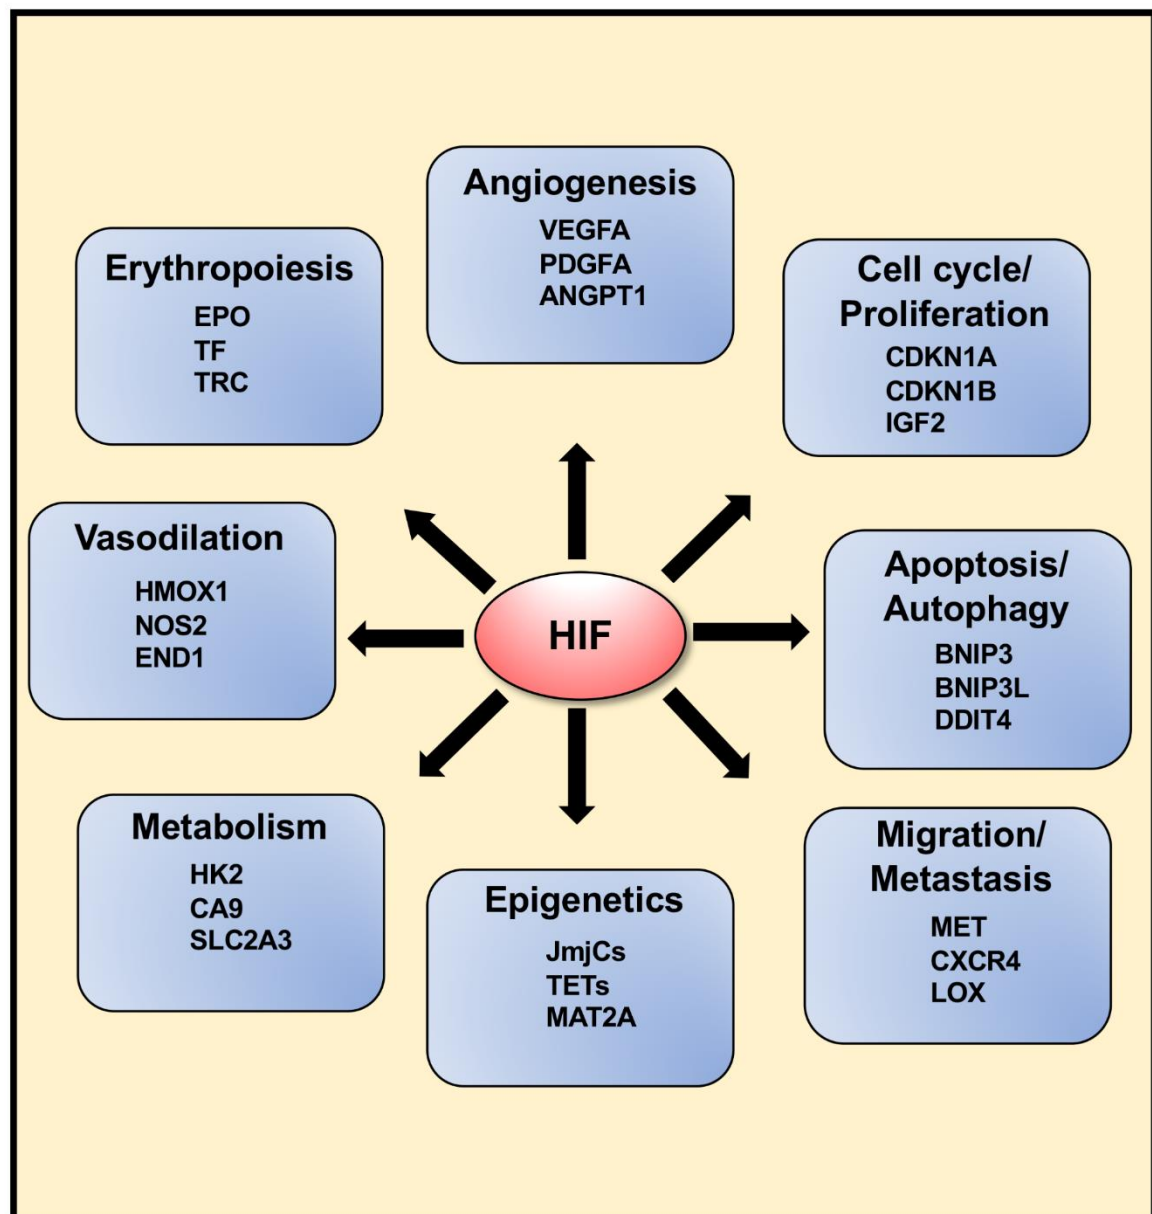 Angiogenesis
VEGFA
PDGFA
ANGPT1
Erythropoiesis
EPO
TF
TRC
Cell cycle/
Proliferation
CDKN1A
CDKN1B
IGF2
Vasodilation
HMOX1
NOS2
END1
HIF
Apoptosis/
Autophagy
BNIP3
BNIP3L
DDIT4
Metabolism
HK2
CA9
SLC2A3
Epigenetics
JmjCs
TETs
MAT2A
Migration/
Metastasis
MET
CXCR4
LOX